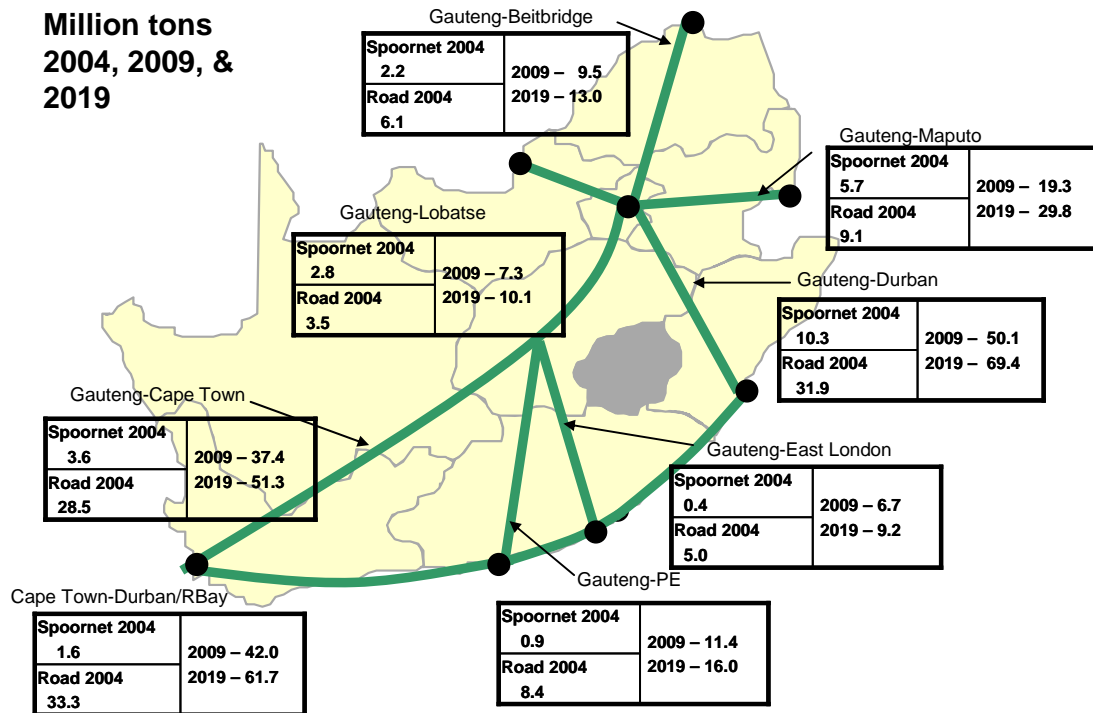 Million tons
2004, 2009, &
2019
Gauteng-Beitbridge
Spoornet 2004
2.2
Road 2004
6.1
2009 – 9.5
2019 – 13.0
Gauteng-Maputo
Spoornet 2004
5.7
Road 2004
9.1
2009 – 19.3
2019 – 29.8
Gauteng-Lobatse
Spoornet 2004
2.8
Road 2004
3.5
2009 – 7.3
2019 – 10.1
Gauteng-Durban
Spoornet 2004
10.3
Road 2004
31.9
2009 – 50.1
2019 – 69.4
Gauteng-Cape Town
Spoornet 2004
3.6
Road 2004
28.5
2009 – 37.4
2019 – 51.3
Gauteng-East London
Spoornet 2004
0.4
Road 2004
5.0
2009 – 6.7
2019 – 9.2
Cape Town-Durban/RBay
Spoornet 2004
1.6
Road 2004
33.3
2009 – 42.0
2019 – 61.7
Gauteng-PE
Spoornet 2004
0.9
Road 2004
8.4
2009 – 11.4
2019 – 16.0